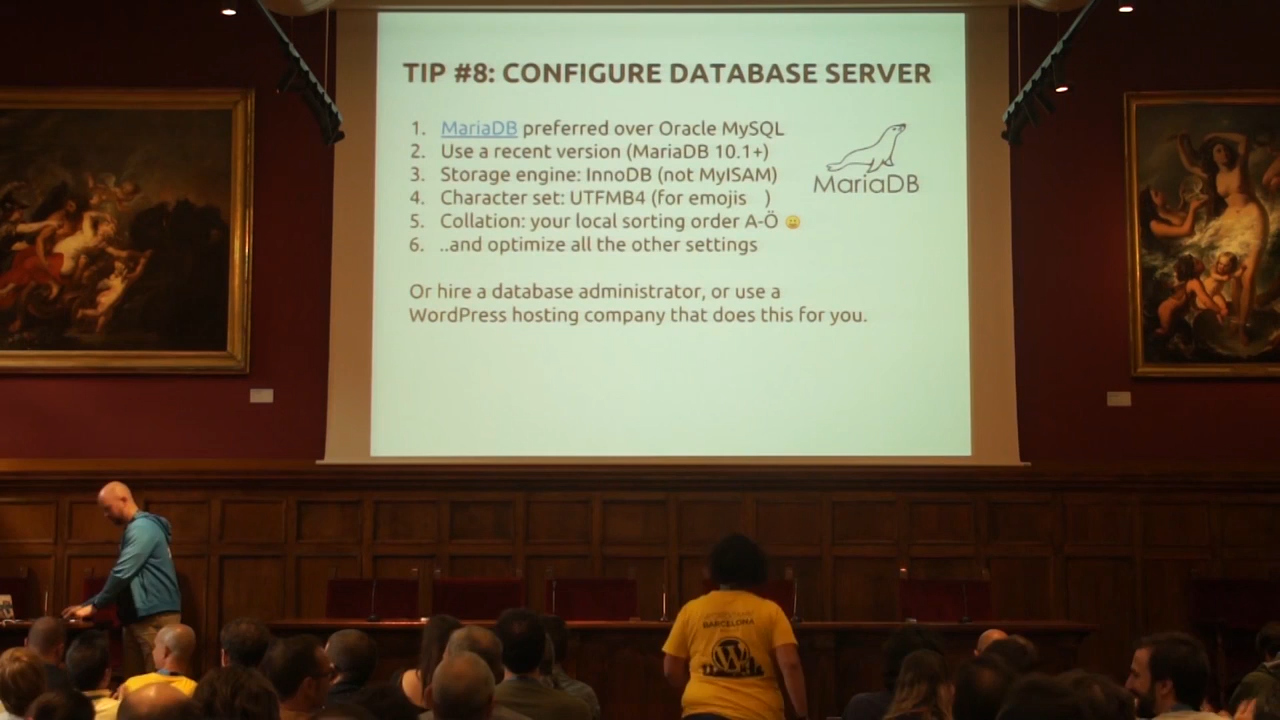 TIP #8: CONFIGURE DATABASE SERVER
1. MariaDB preferred over Oracle MySQL
2. Use a recent version (MariaDB 10.1+)
3. Storage engine: InnoDB (not MyISAM)
4. Character set: UTFMB4 (for emojis )
5. Collation: your local sorting order A-Ö 🙂
6. ..and optimize all the other settings
MariaDB
Or hire a database administrator, or use a
WordPress hosting company that does this for you.
BARCELONA